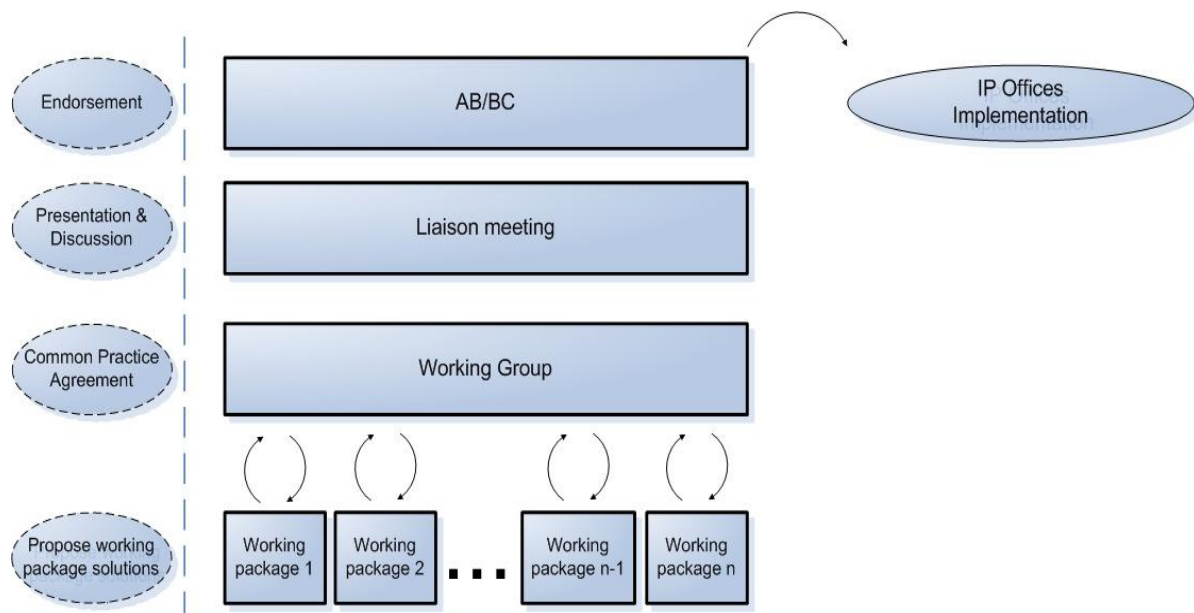 Endorsement
AB/BC
IP Offices
Implementation
Presentation &
Discussion
Liaison meeting
Common Practice
Agreement
Working Group
Propose working
package solutions
Working
package 1
Working
package 2
...
Working
package n-1
Working
package n